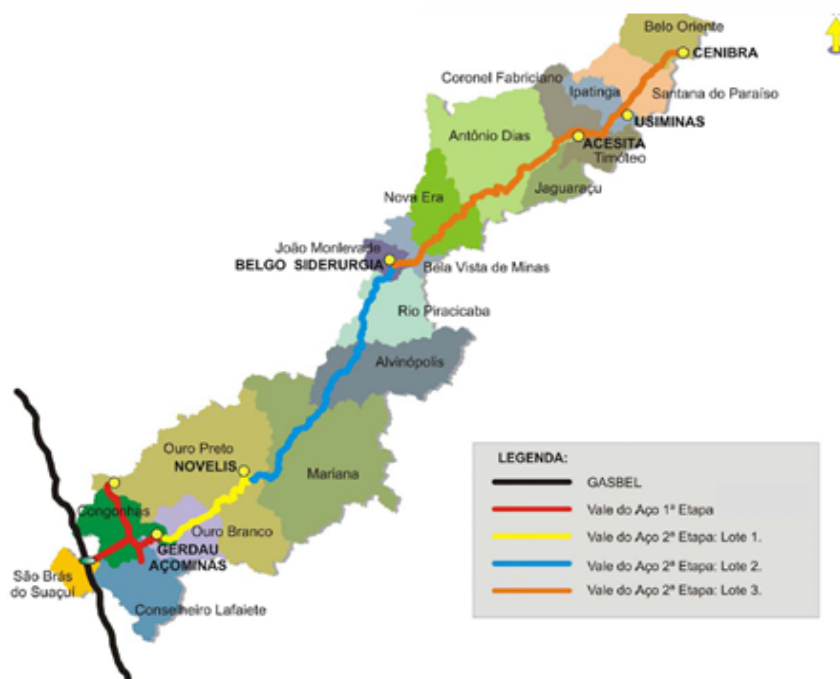 Belo Oriente
CENIBRA
Coronel Fabriciano
Ipatinga
Santana do Paraíso
USIMINAS
Antônio Dias
ACESITA
Timóteo
Jaguaraçu
Nova Era
João Monlevade
BELGO SIDERURGIA
Bela Vista de Minas
Rio Piracicaba
Alvinópolis
Ouro Preto
NOVELIS
Mariana
Congonhas
Ouro Branco
GERDAU
AÇOMINAS
São Brás
do Suaçuí
Conselheiro Lafaiete
LEGENDA:
GASBEL
Vale do Aço 1ª Etapa
Vale do Aço 2ª Etapa: Lote 1.
Vale do Aço 2ª Etapa: Lote 2.
Vale do Aço 2ª Etapa: Lote 3.